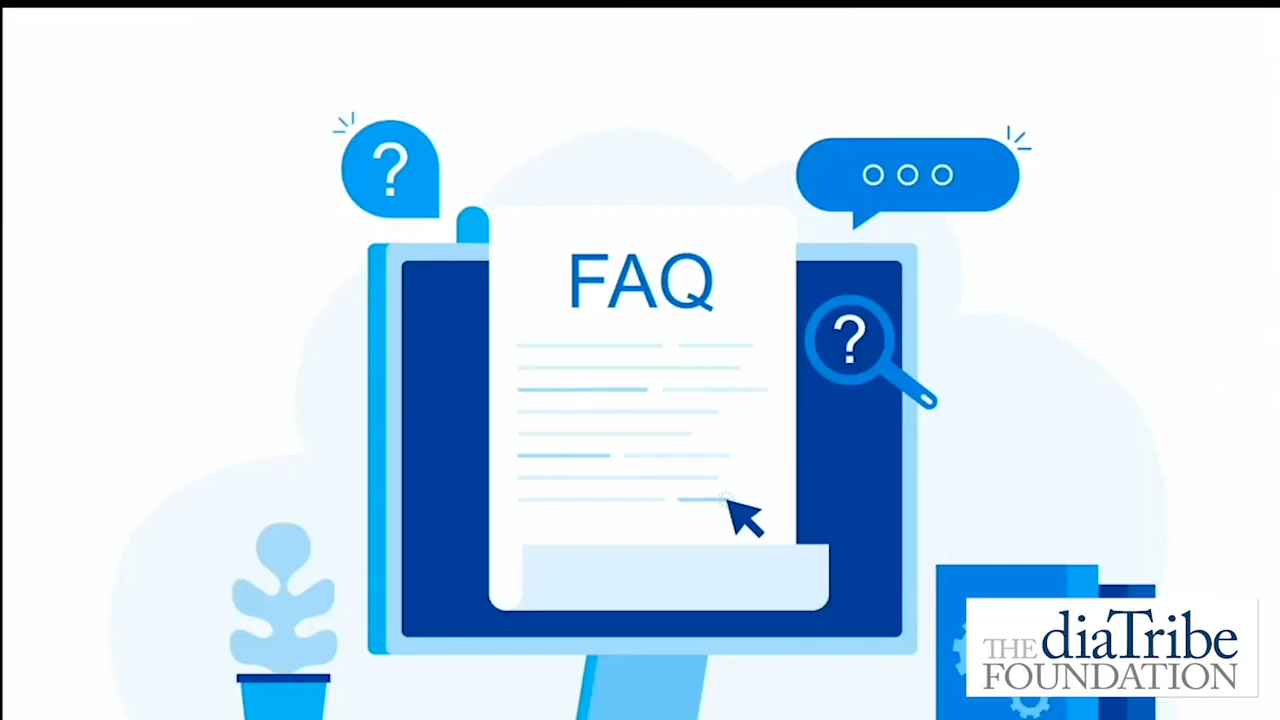 ?
FAQ
?
THE diaTribe
FOUNDATION